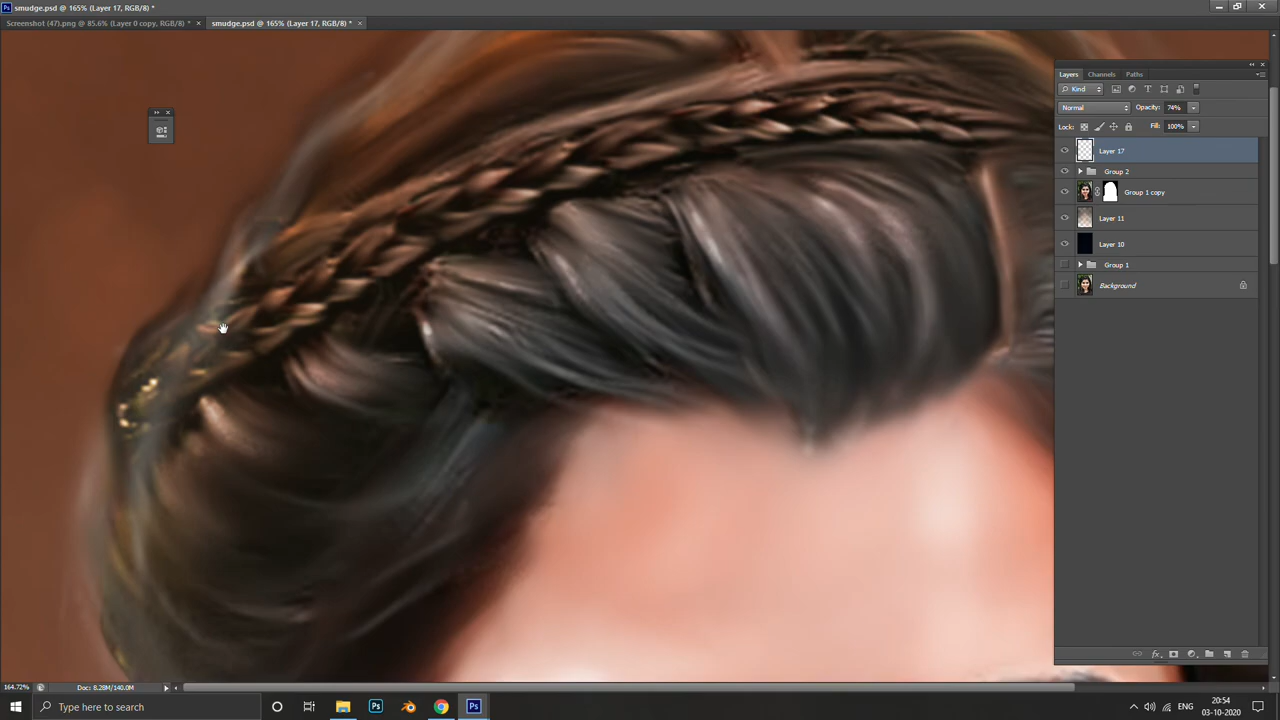 Ps smudge.psd @ 165% (Layer 17, RGB/8) *
Screenshot (47).png @ 85.6% (Layer 0 copy, RGB/8) * × smudge.psd @ 165% (Layer 17, RGB/8) * ×
Layers Channels Paths
Kind
Normal Opacity: 74%
Lock: Fill: 100%
Layer 17
Group 2
Group 1 copy
Layer 11
Layer 10
Group 1
Background
164.72% Doc: 8.28M/140.0M
Type here to search
Ps
Ps
ENG
20:54
03-10-2020